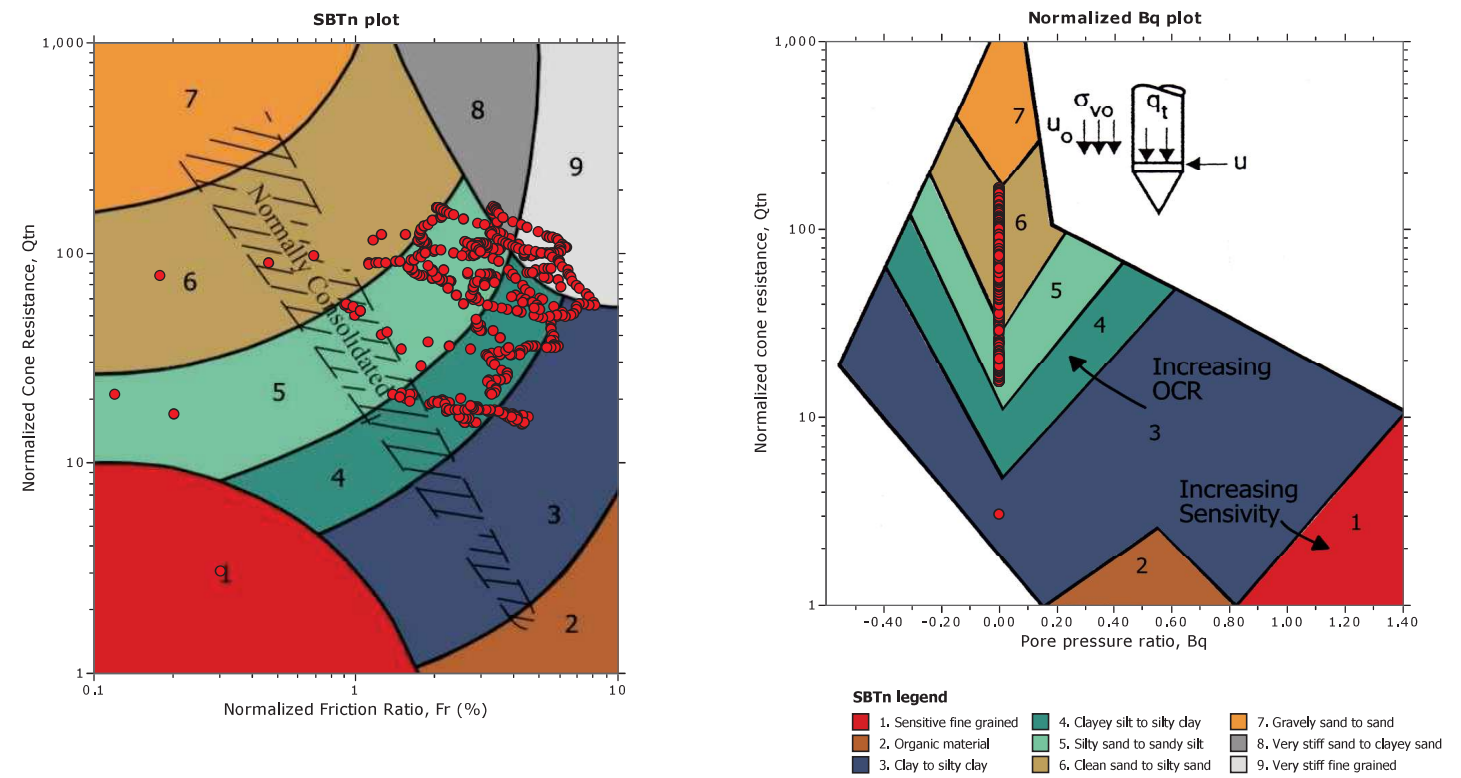 SBTn plot
1,000
100
10
1
0.1
1
10
Normalized Cone Resistance, Qtn
Normalized Friction Ratio, Fr (%)
7
8
9
6
5
4
3
1
2
Normally Consolidated
Normalized Bq plot
1,000
100
10
1
-0.40
-0.20
0.00
0.20
0.40
0.60
0.80
1.00
1.20
1.40
Normalized cone resistance, Qtn
Pore pressure ratio, Bq
σvo
qt
uo
u
7
6
5
4
Increasing
OCR
3
Increasing
Sensivity
1
2
SBTn legend
1. Sensitive fine grained
2. Organic material
3. Clay to silty clay
4. Clayey silt to silty clay
5. Silty sand to sandy silt
6. Clean sand to silty sand
7. Gravely sand to sand
8. Very stiff sand to clayey sand
9. Very stiff fine grained